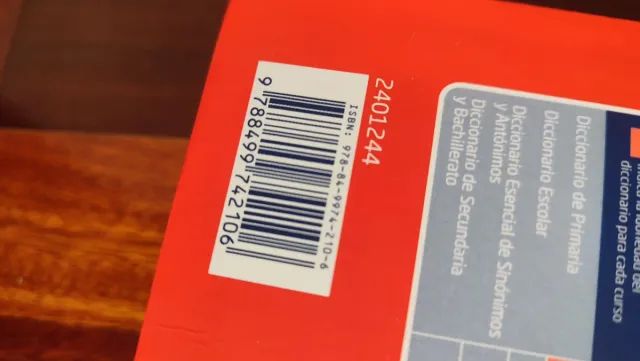 2401244
ISBN: 978-84-9974-210-6
9 788499 742106
diccionario para cada curso
Diccionario de Primaria
Diccionario Escolar
Diccionario Esencial de Sinónimos
y Antónimos
Diccionario de Secundaria
y Bachillerato